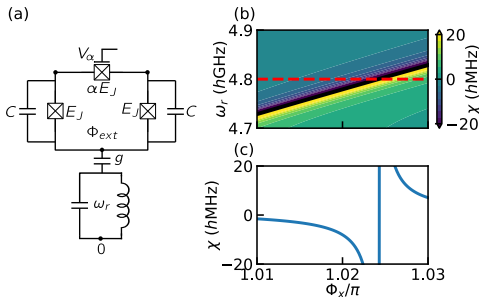 (a)
V_α
αE_J
C
E_J
E_J
C
Φ_ext
g
ω_r
0
(b)
4.9
4.8
4.7
ω_r (hGHz)
20
0
−20
χ (hMHz)
(c)
20
0
−20
χ (hMHz)
1.01
1.02
1.03
Φ_x/π